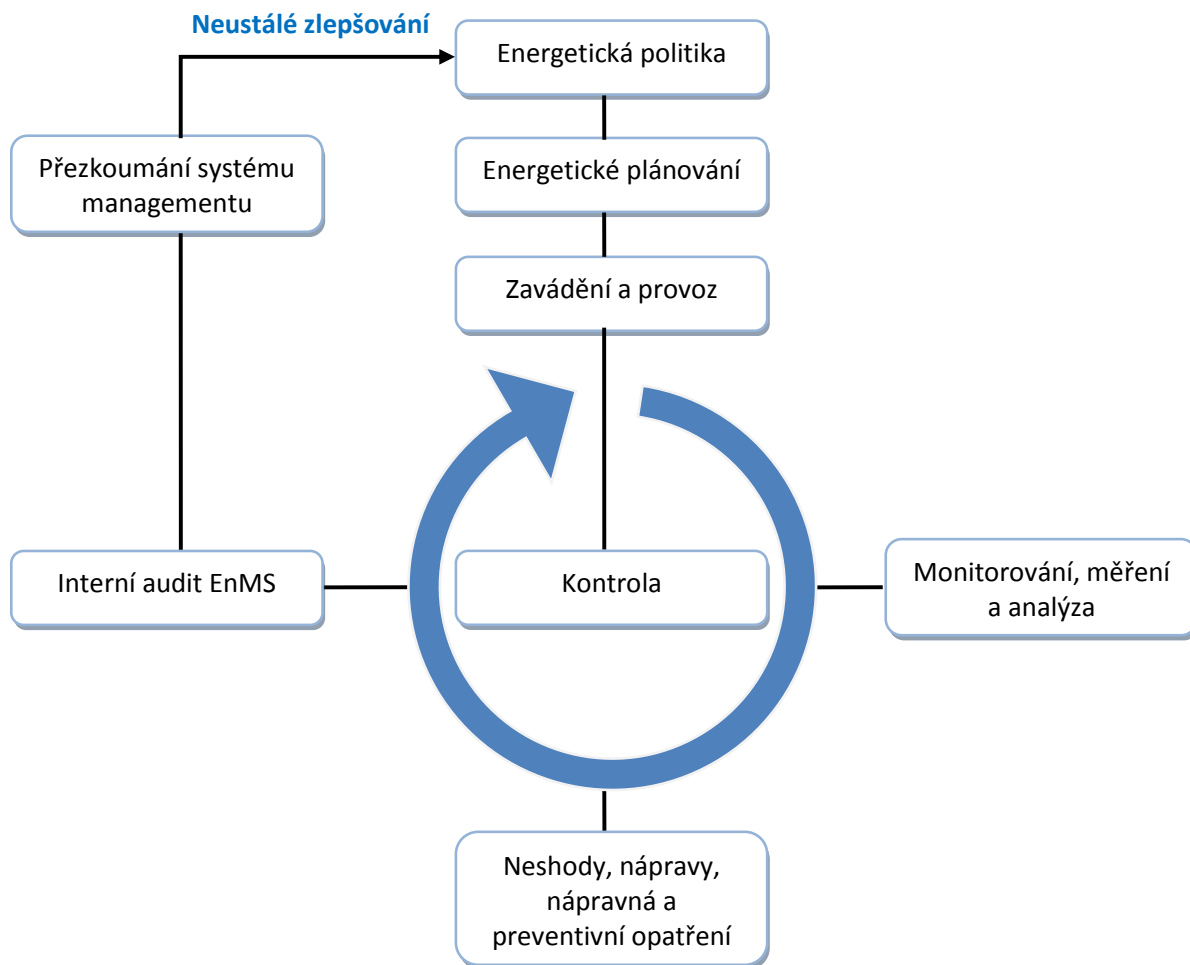 Neustálé zlepšování
Energetická politika
Přezkoumání systému
managementu
Energetické plánování
Zavádění a provoz
Interní audit EnMS
Kontrola
Monitorování, měření
a analýza
Neshody, nápravy,
nápravná a
preventivní opatření